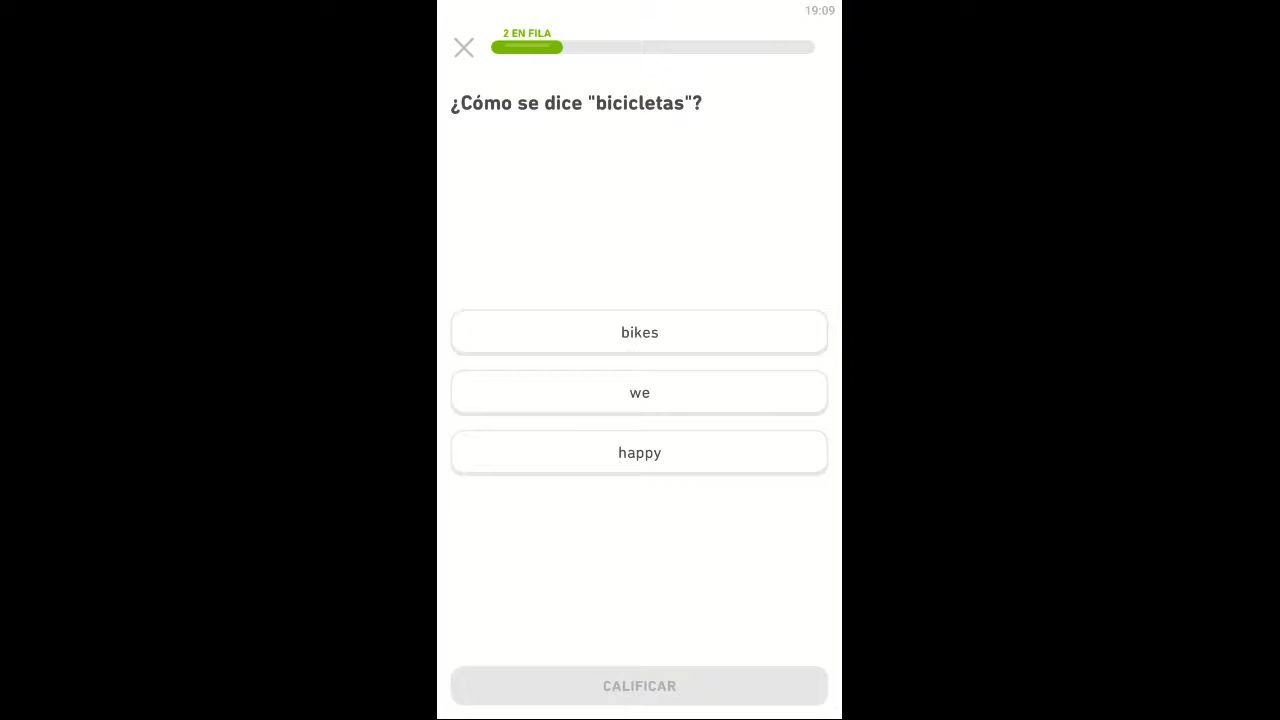 19:09
2 EN FILA
¿Cómo se dice "bicicletas"?
bikes
we
happy
CALIFICAR